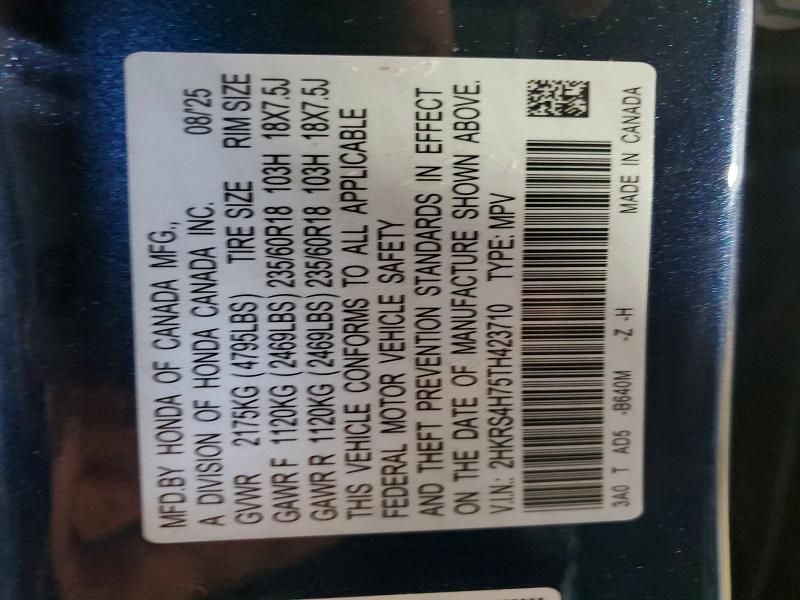 MFD.BY HONDA OF CANADA MFG.,
A DIVISION OF HONDA CANADA INC. 08/'25
GVWR 2175KG (4795LBS) TIRE SIZE RIM SIZE
GAWR F 1120KG (2469LBS) 235/60R18 103H 18X7.5J
GAWR R 1120KG (2469LBS) 235/60R18 103H 18X7.5J
THIS VEHICLE CONFORMS TO ALL APPLICABLE
FEDERAL MOTOR VEHICLE SAFETY
AND THEFT PREVENTION STANDARDS IN EFFECT
ON THE DATE OF MANUFACTURE SHOWN ABOVE.
V.I.N.: 2HKRS4H75TH423710 TYPE: MPV
3A0 T AD5 -B640M -Z -H MADE IN CANADA